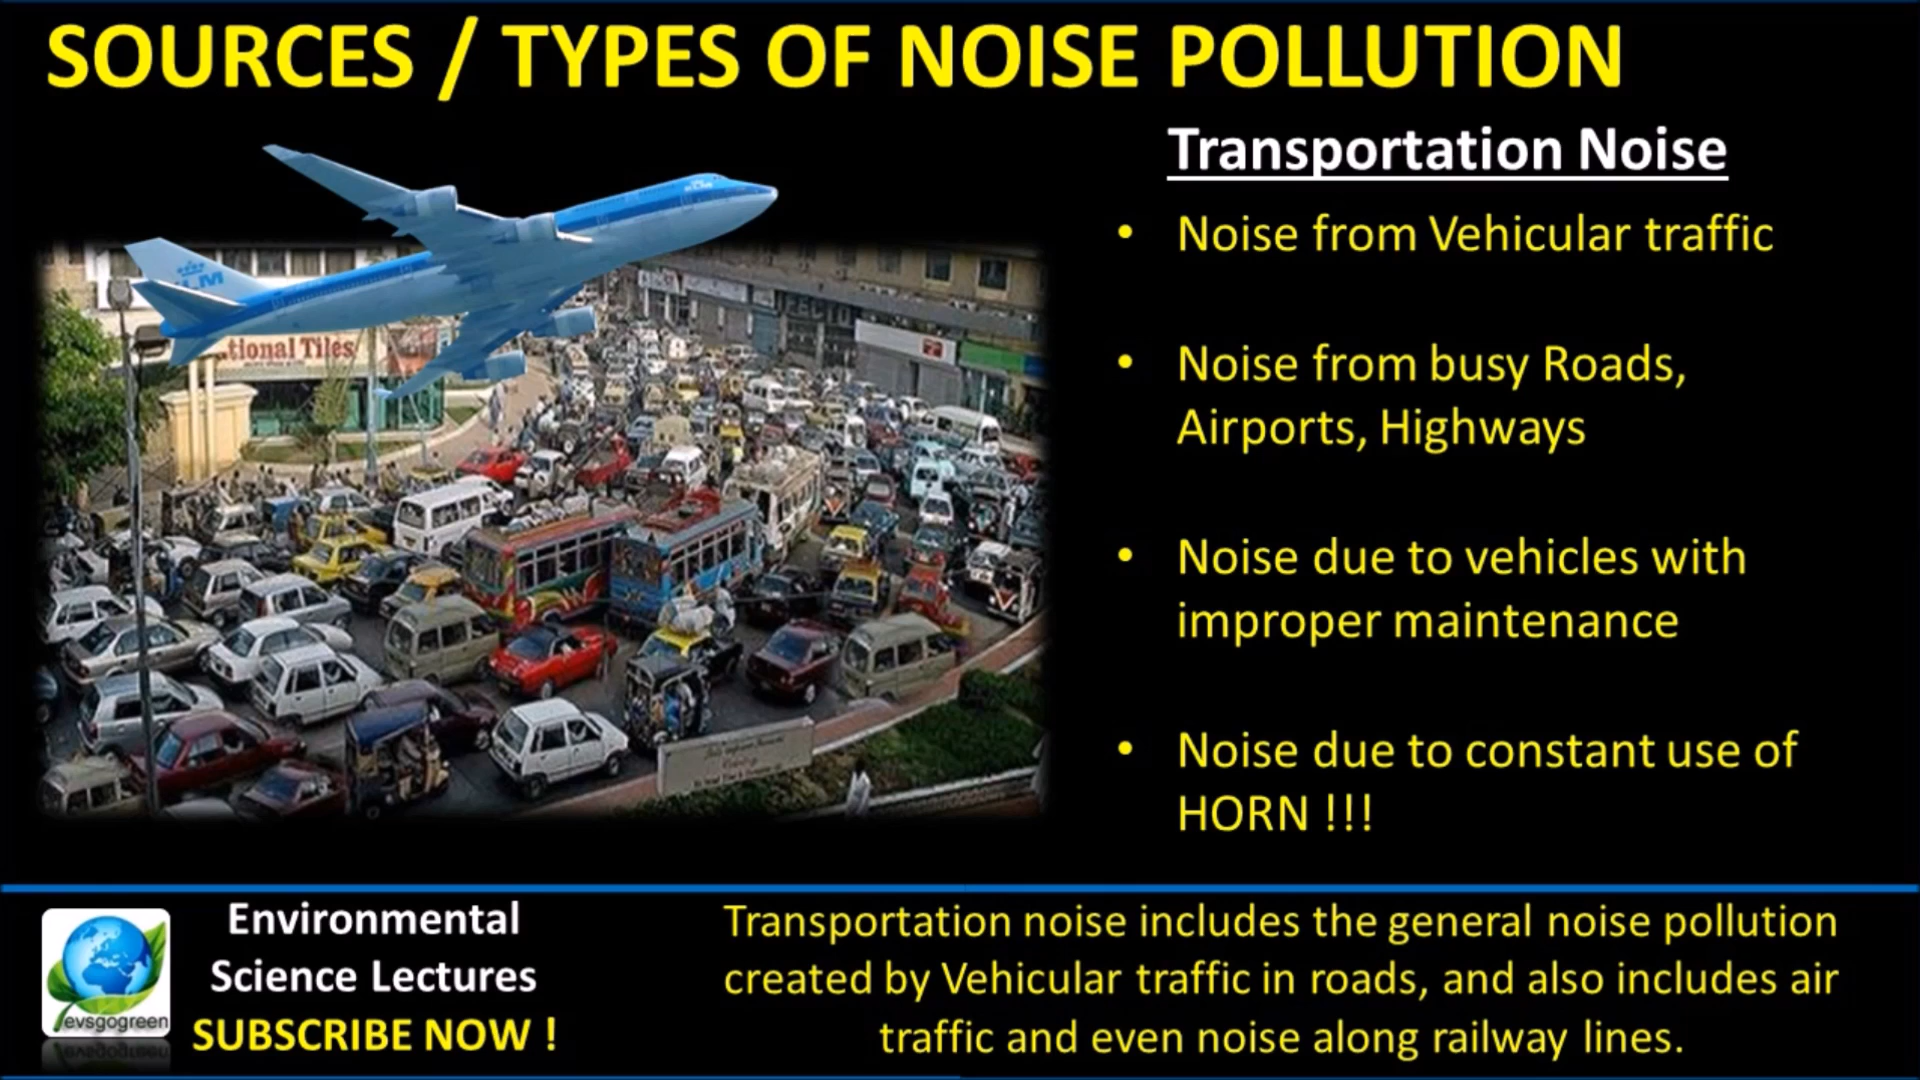 SOURCES / TYPES OF NOISE POLLUTION
Transportation Noise
• Noise from Vehicular traffic
• Noise from busy Roads,
Airports, Highways
• Noise due to vehicles with
improper maintenance
• Noise due to constant use of
HORN !!!
KLM
tional Tiles
evsgogreen
Environmental
Science Lectures
SUBSCRIBE NOW !
Transportation noise includes the general noise pollution
created by Vehicular traffic in roads, and also includes air
traffic and even noise along railway lines.